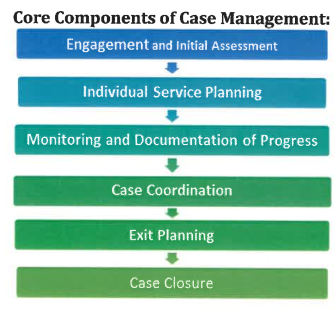 Core Components of Case Management:
Engagement and Initial Assessment
Individual Service Planning
Monitoring and Documentation of Progress
Case Coordination
Exit Planning
Case Closure